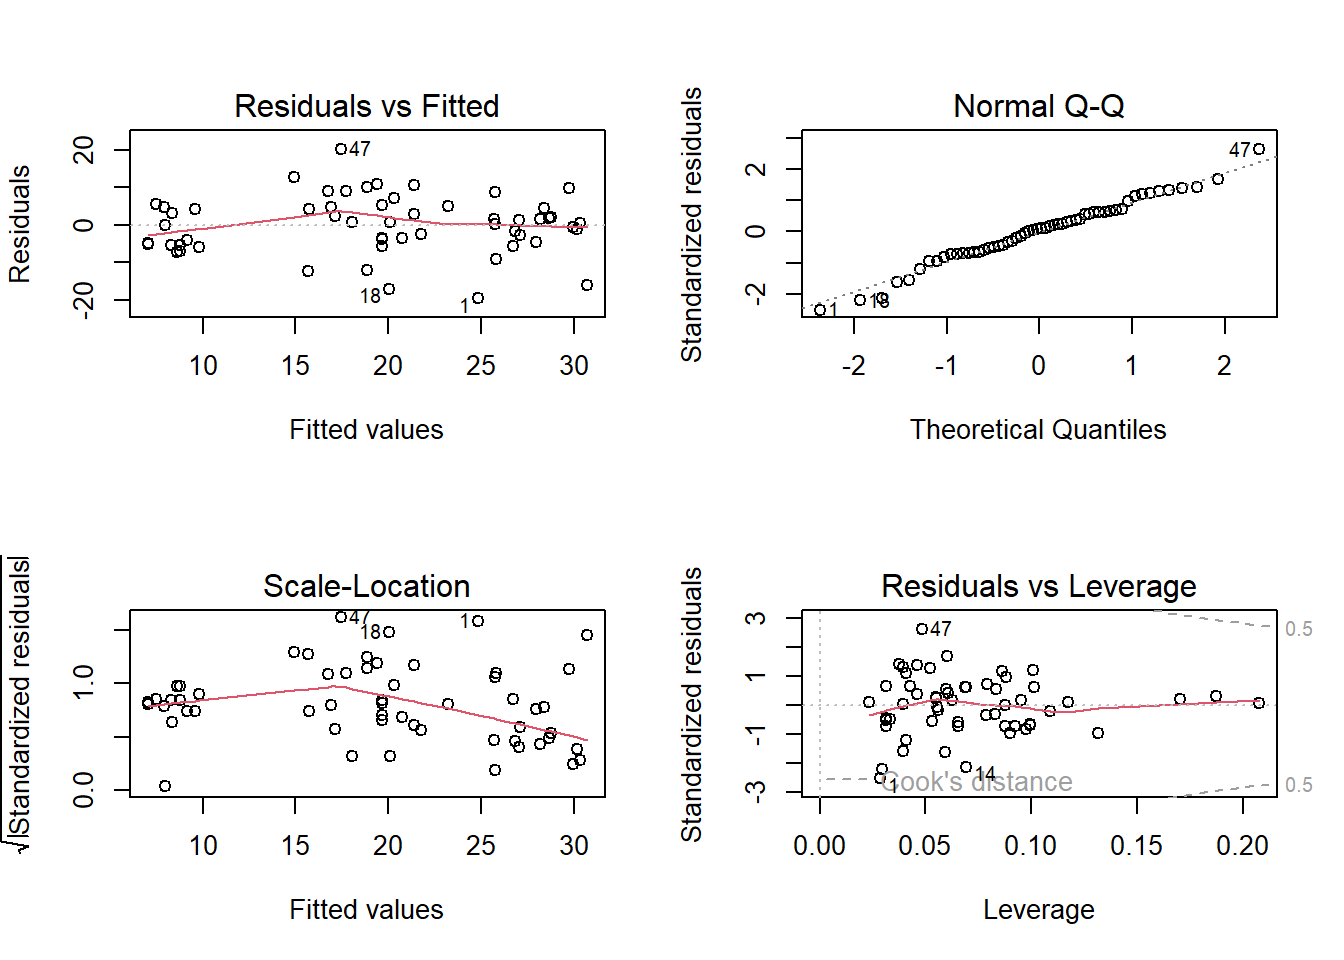 Residuals vs Fitted
Residuals
20
0
-20
47
18
1
10 15 20 25 30
Fitted values
Normal Q-Q
Standardized residuals
2
0
-2
47
1
-2 -1 0 1 2
Theoretical Quantiles
Scale-Location
√|Standardized residuals|
1.0
0.0
47
18
1
10 15 20 25 30
Fitted values
Residuals vs Leverage
Standardized residuals
3
1
-1
-3
47
14
1
Cook's distance
0.5
0.5
0.00 0.05 0.10 0.15 0.20
Leverage